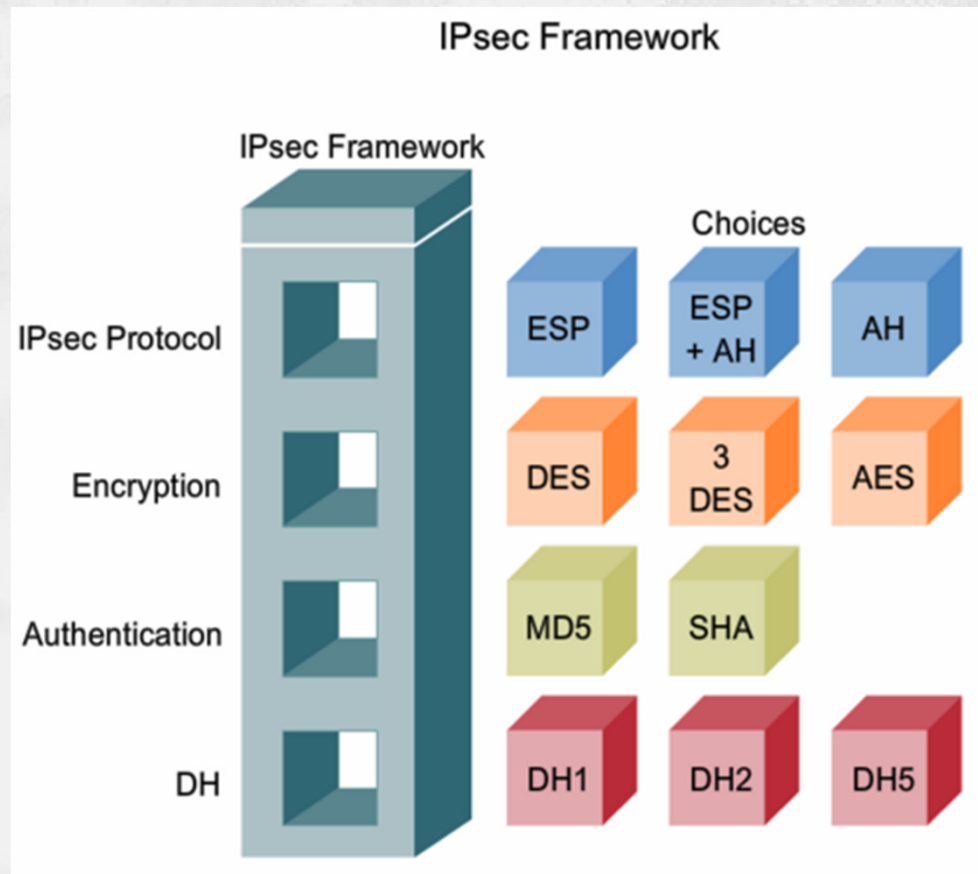 IPsec Framework
IPsec Framework
Choices
IPsec Protocol
ESP
ESP
+ AH
AH
Encryption
DES
3
DES
AES
Authentication
MD5
SHA
DH
DH1
DH2
DH5